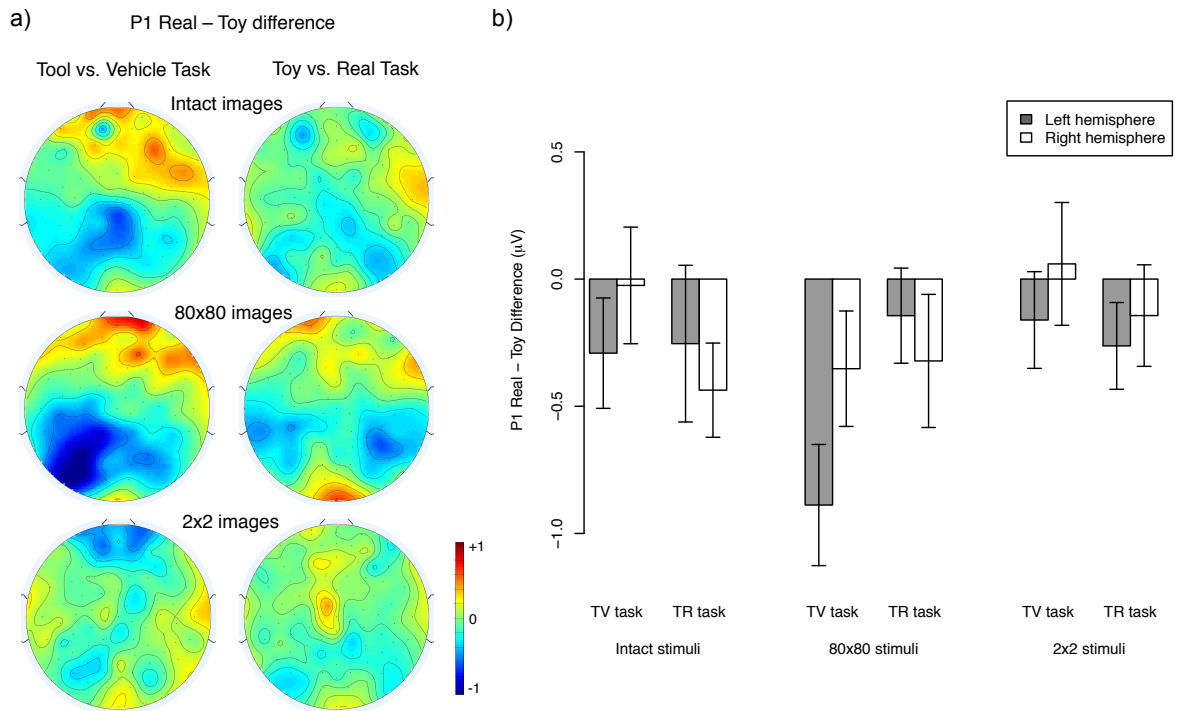 a)
P1 Real – Toy difference
Tool vs. Vehicle Task
Toy vs. Real Task
Intact images
80x80 images
2x2 images
+1
0
-1
b)
Left hemisphere
Right hemisphere
P1 Real – Toy Difference (μV)
0.5
0.0
−0.5
−1.0
TV task
TR task
TV task
TR task
TV task
TR task
Intact stimuli
80x80 stimuli
2x2 stimuli